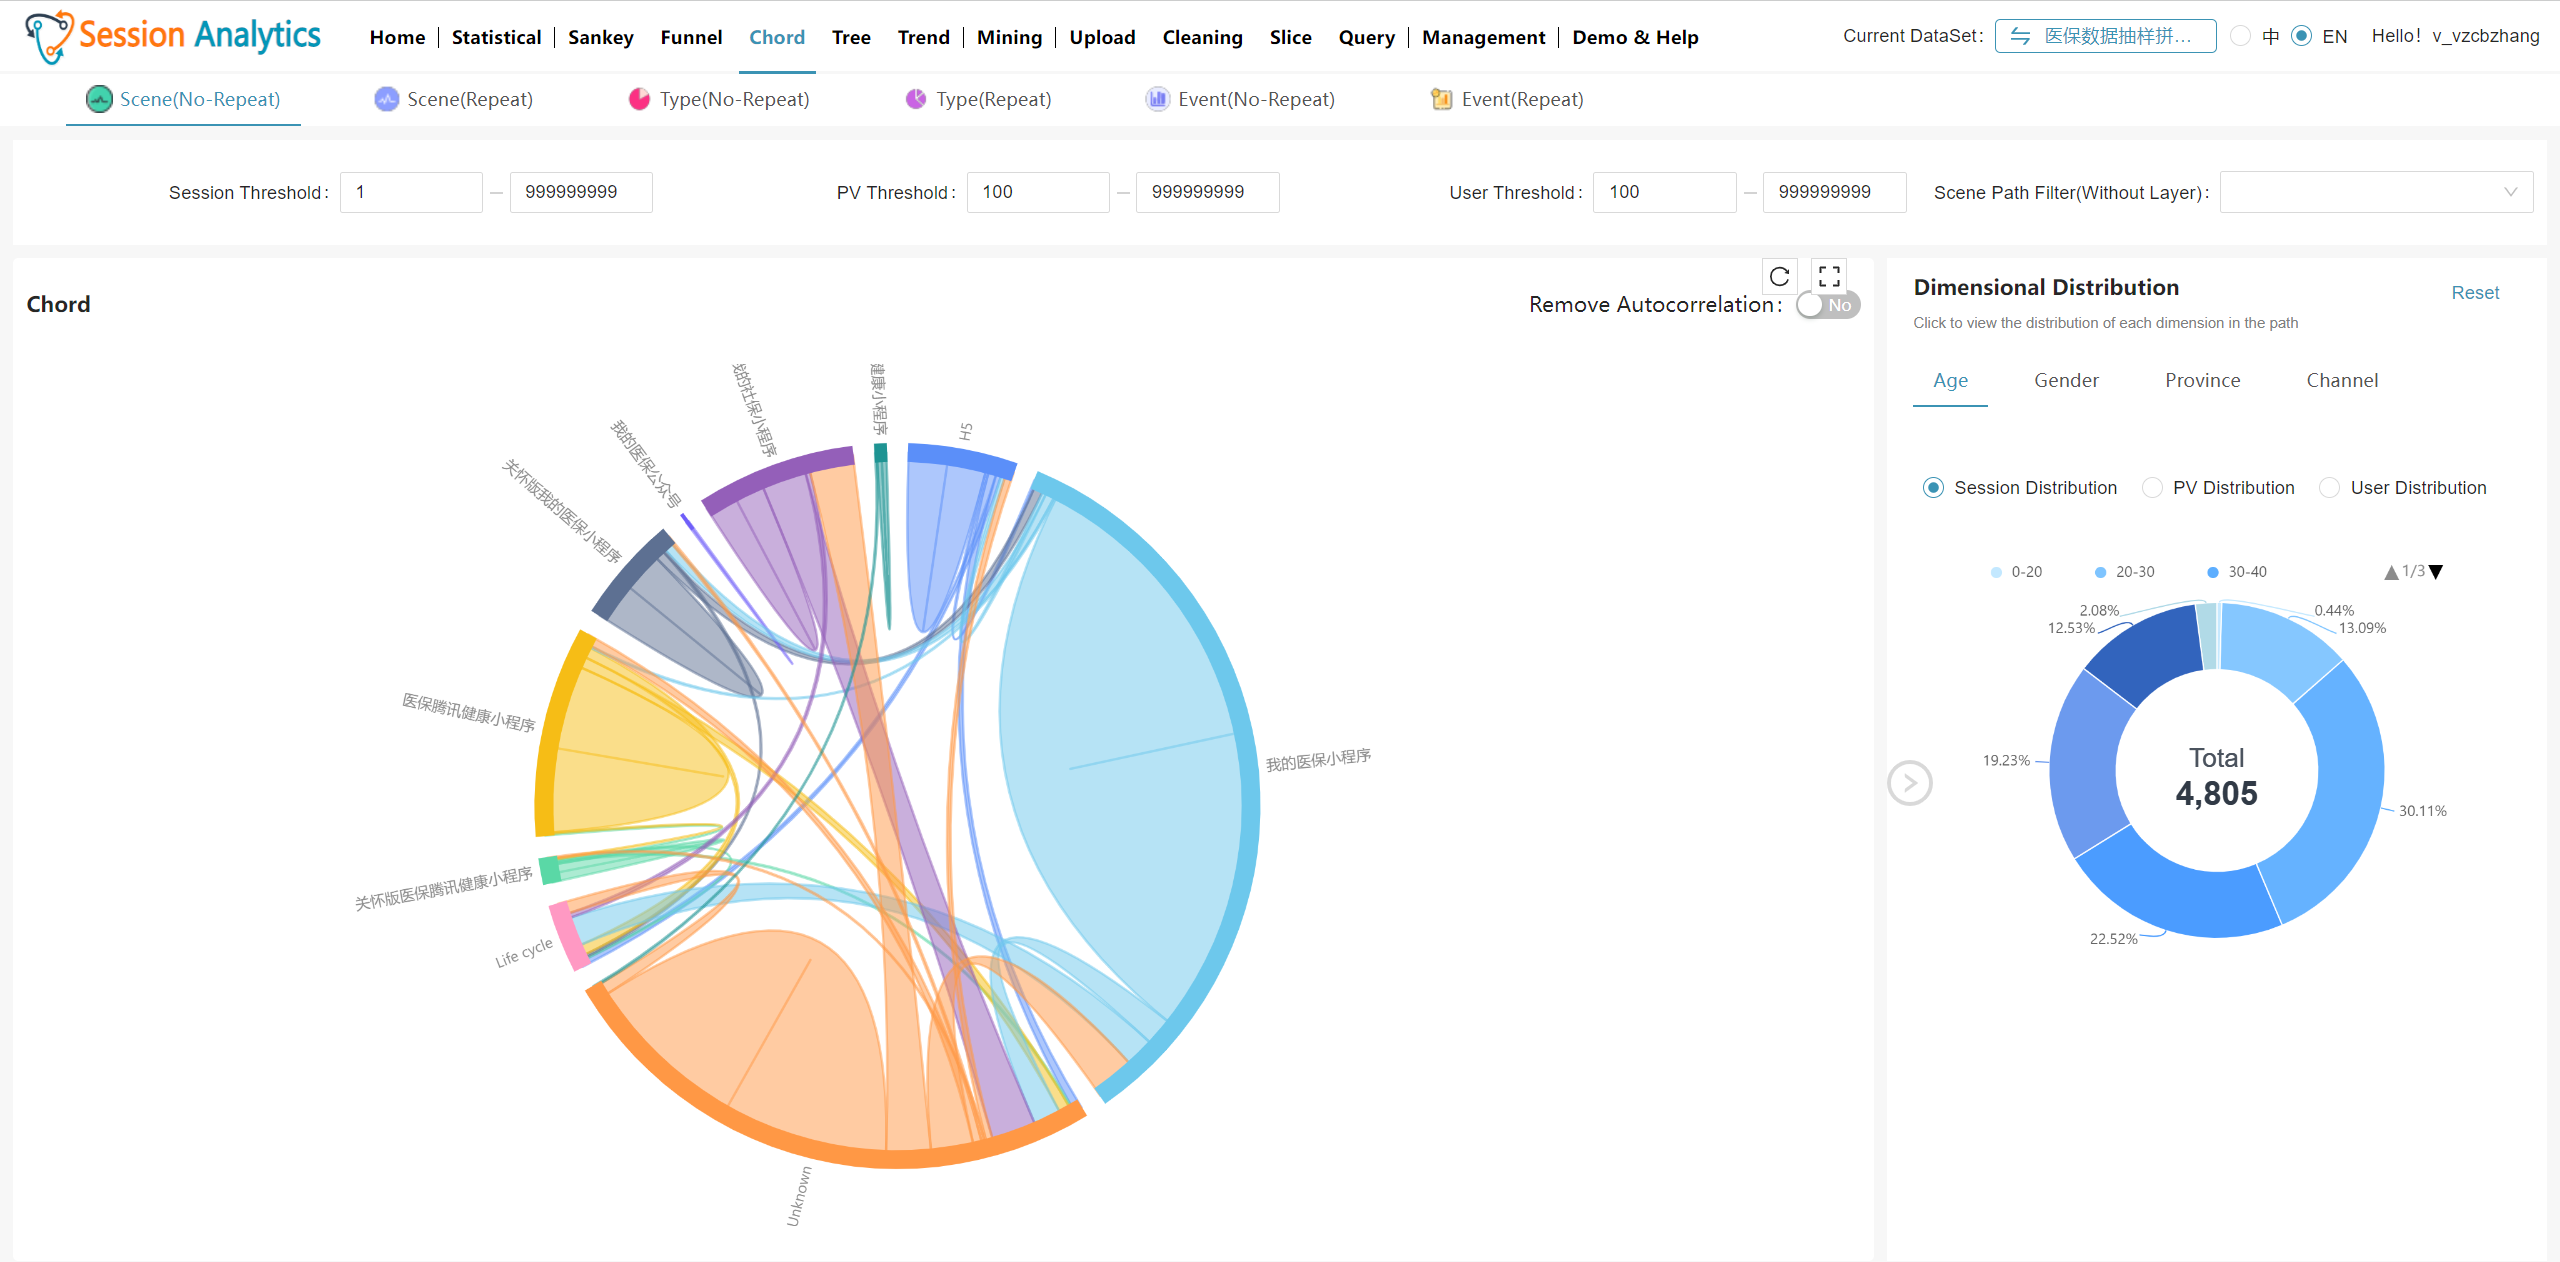 Session Analytics
Home
Statistical
Sankey
Funnel
Chord
Tree
Trend
Mining
Upload
Cleaning
Slice
Query
Management
Demo & Help
Current DataSet:
医保数据抽样拼...
中
EN
Hello! v_vzcbzhang
Scene(No-Repeat)
Scene(Repeat)
Type(No-Repeat)
Type(Repeat)
Event(No-Repeat)
Event(Repeat)
Session Threshold:
1
999999999
PV Threshold:
100
999999999
User Threshold:
100
999999999
Scene Path Filter(Without Layer):
Chord
Remove Autocorrelation:
No
我的社保小程序
健康小程序
H5
我的医保公众号
关怀版我的医保小程序
医保腾讯健康小程序
我的医保小程序
关怀版医保腾讯健康小程序
Life cycle
Unknown
Dimensional Distribution
Reset
Click to view the distribution of each dimension in the path
Age
Gender
Province
Channel
Session Distribution
PV Distribution
User Distribution
0-20
20-30
30-40
1/3
2.08%
0.44%
12.53%
13.09%
19.23%
Total
4,805
30.11%
22.52%